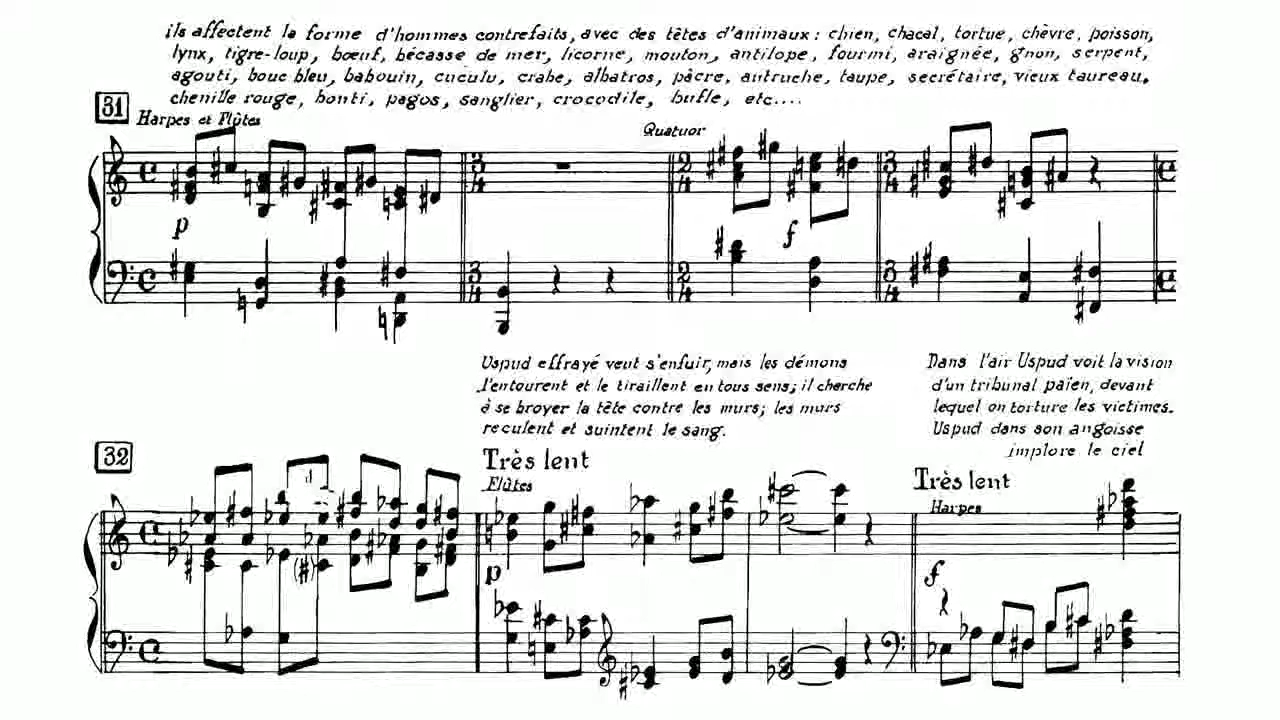 ils affectent la forme d'hommes contrefaits, avec des têtes d'animaux : chien, chacal, tortue, chèvre, poisson,
lynx, tigre-loup, bœuf, bécasse de mer, licorne, mouton, antilope, fourmi, araignée, gnon, serpent,
agouti, bouc bleu, babouin, cuculu, crabe, albatros, pâcre, autruche, taupe, secrétaire, vieux taureau,
chenille rouge, bonti, pagos, sanglier, crocodile, bufle, etc....
31
Harpes et Flûtes
Quatuor
p
f
Uspud effrayé veut s'enfuir, mais les démons
l'entourent et le tiraillent en tous sens; il cherche
à se broyer la tête contre les murs; les murs
reculent et suintent le sang.
Dans l'air Uspud voit la vision
d'un tribunal païen, devant
lequel on torture les victimes.
Uspud dans son angoisse
implore le ciel
32
Très lent
Flûtes
Très lent
Harpes
p
f